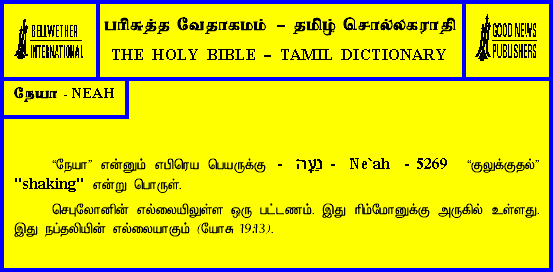 BELLWETHER
INTERNATIONAL
பரிசுத்த வேதாகமம் – தமிழ் சொல்லகராதி
THE HOLY BIBLE – TAMIL DICTIONARY
GOOD NEWS
PUBLISHERS
நேயா - NEAH
“நேயா” என்னும் எபிரெய பெயருக்கு - נֵעָה - Ne`ah - 5269 “குலுக்குதல்”
"shaking" என்று பொருள்.
செபுலோனின் எல்லையிலுள்ள ஒரு பட்டணம். இது ரிம்மோனுக்கு அருகில் உள்ளது.
இது நப்தலியின் எல்லையாகும் (யோசு 19:13).